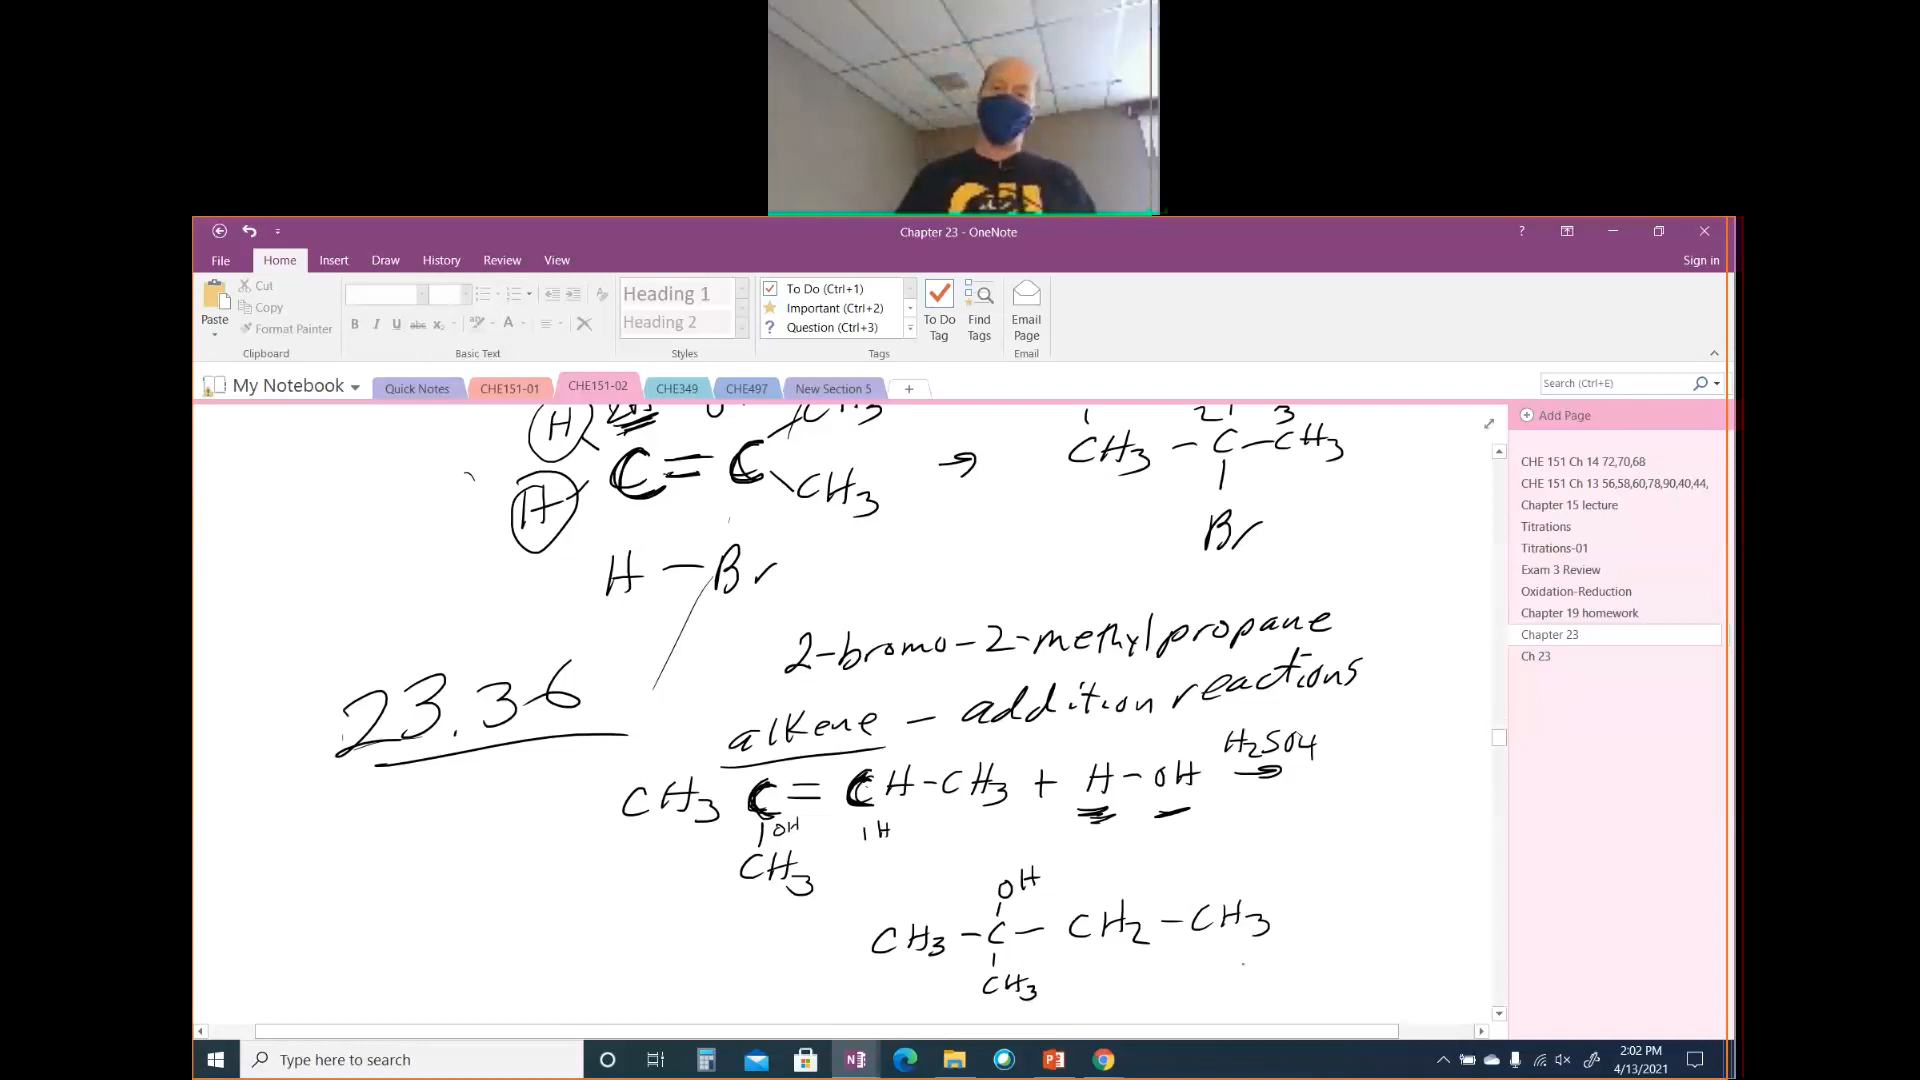 Chapter 23 - OneNote
?
File Home Insert Draw History Review View
Sign in
Paste
Cut
Copy
Format Painter
Clipboard
B I U abc x₂ A
Basic Text
Heading 1
Heading 2
Styles
To Do (Ctrl+1)
Important (Ctrl+2)
Question (Ctrl+3)
Tags
To Do
Tag
Find
Tags
Email
Page
Email
My Notebook
Quick Notes CHE151-01 CHE151-02 CHE349 CHE497 New Section 5 +
Search (Ctrl+E)
Add Page
CHE 151 Ch 14 72,70,68
CHE 151 Ch 13 56,58,60,78,90,40,44,
Chapter 15 lecture
Titrations
Titrations-01
Exam 3 Review
Oxidation-Reduction
Chapter 19 homework
Chapter 23
Ch 23
H CH3
1 2 3
C = C → CH3 - C - CH3
H CH3
Br
H - Br
2-bromo-2-methylpropane
23.36
alkene - addition reactions
H2SO4
CH3 C = CH - CH3 + H - OH →
OH H
CH3
OH
CH3 - C - CH2 - CH3
CH3
Type here to search
2:02 PM
4/13/2021